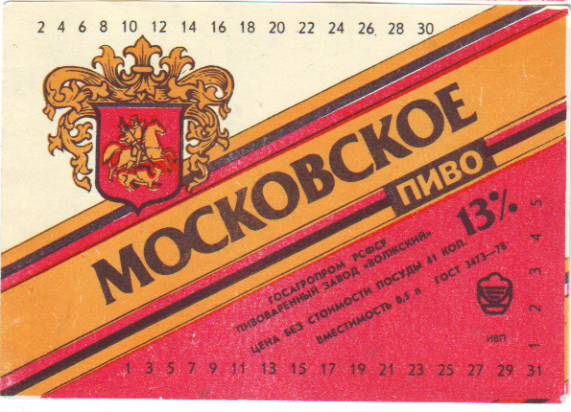 2 4 6 8 10 12 14 16 18 20 22 24 26 28 30
МОСКОВСКОЕ
ПИВО
13%
ГОСАГРОПРОМ РСФСР
ПИВОВАРЕННЫЙ ЗАВОД «ВОЛЖСКИЙ»
ЦЕНА БЕЗ СТОИМОСТИ ПОСУДЫ 41 КОП.
ВМЕСТИМОСТЬ 0,5 л ГОСТ 3473—78
ИВП
1 2 3 4 5
1 3 5 7 9 11 13 15 17 19 21 23 25 27 29 31